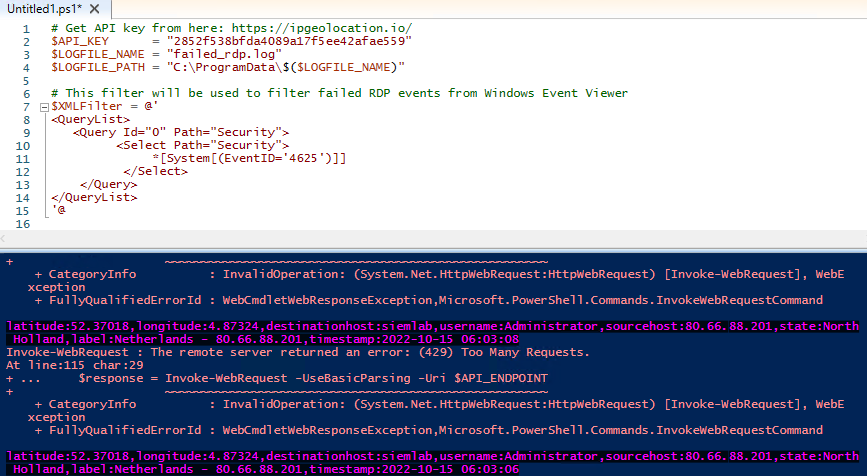 Untitled1.ps1* X
1 # Get API key from here: https://ipgeolocation.io/
2 $API_KEY = "2852f538bfda4089a17f5ee42afae559"
3 $LOGFILE_NAME = "failed_rdp.log"
4 $LOGFILE_PATH = "C:\ProgramData\$($LOGFILE_NAME)"
5
6 # This filter will be used to filter failed RDP events from Windows Event Viewer
7 $XMLFilter = @'
8 <QueryList>
9 <Query Id="0" Path="Security">
10 <Select Path="Security">
11 *[System[(EventID='4625')]]
12 </Select>
13 </Query>
14 </QueryList>
15 '@
16
+ ~~~~~~~~~~~~~~~~~~~~~~~~~~~~~~~~~~~~~~~~~~~~~~~~~~~
+ CategoryInfo : InvalidOperation: (System.Net.HttpWebRequest:HttpWebRequest) [Invoke-WebRequest], WebE
xception
+ FullyQualifiedErrorId : WebCmdletWebResponseException,Microsoft.PowerShell.Commands.InvokeWebRequestCommand
latitude:52.37018,longitude:4.87324,destinationhost:siemlab,username:Administrator,sourcehost:80.66.88.201,state:North
Holland,label:Netherlands - 80.66.88.201,timestamp:2022-10-15 06:03:08
Invoke-WebRequest : The remote server returned an error: (429) Too Many Requests.
At line:115 char:29
+ ... $response = Invoke-WebRequest -UseBasicParsing -Uri $API_ENDPOINT
+ ~~~~~~~~~~~~~~~~~~~~~~~~~~~~~~~~~~~~~~~~~~~~~~~~~~~
+ CategoryInfo : InvalidOperation: (System.Net.HttpWebRequest:HttpWebRequest) [Invoke-WebRequest], WebE
xception
+ FullyQualifiedErrorId : WebCmdletWebResponseException,Microsoft.PowerShell.Commands.InvokeWebRequestCommand
latitude:52.37018,longitude:4.87324,destinationhost:siemlab,username:Administrator,sourcehost:80.66.88.201,state:North
Holland,label:Netherlands - 80.66.88.201,timestamp:2022-10-15 06:03:06